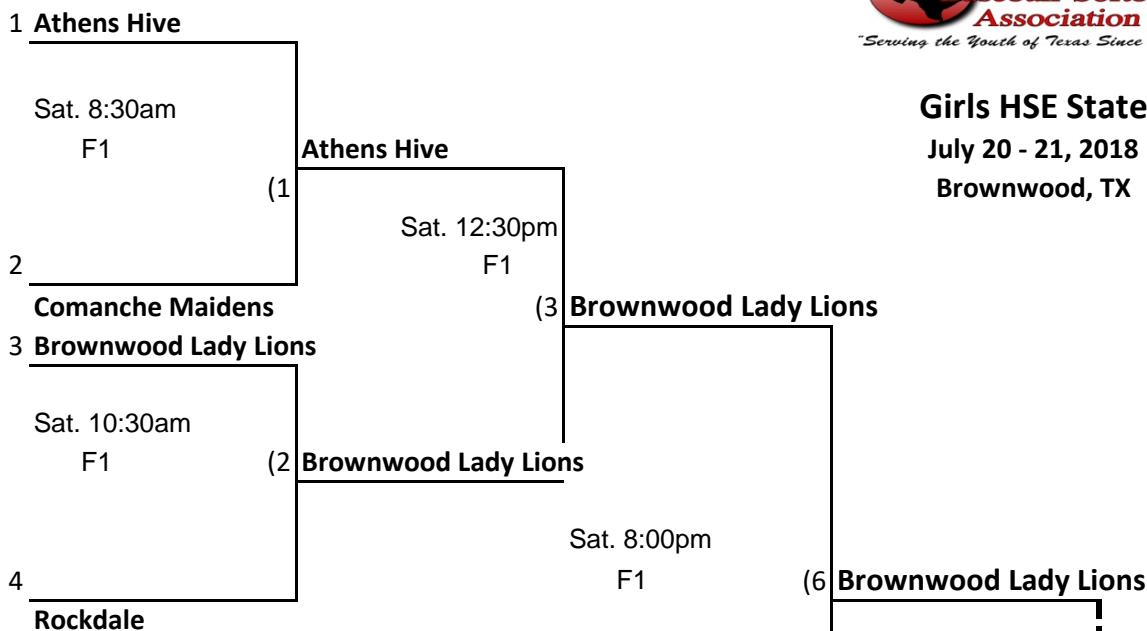 Association
"Serving the Youth of Texas Since
Girls HSE State
July 20 - 21, 2018
Brownwood, TX
1 Athens Hive
Sat. 8:30am
F1
Athens Hive
(1
Sat. 12:30pm
F1
2
Comanche Maidens
(3 Brownwood Lady Lions
3 Brownwood Lady Lions
Sat. 10:30am
F1
(2 Brownwood Lady Lions
Sat. 8:00pm
F1
4
(6 Brownwood Lady Lions
Rockdale